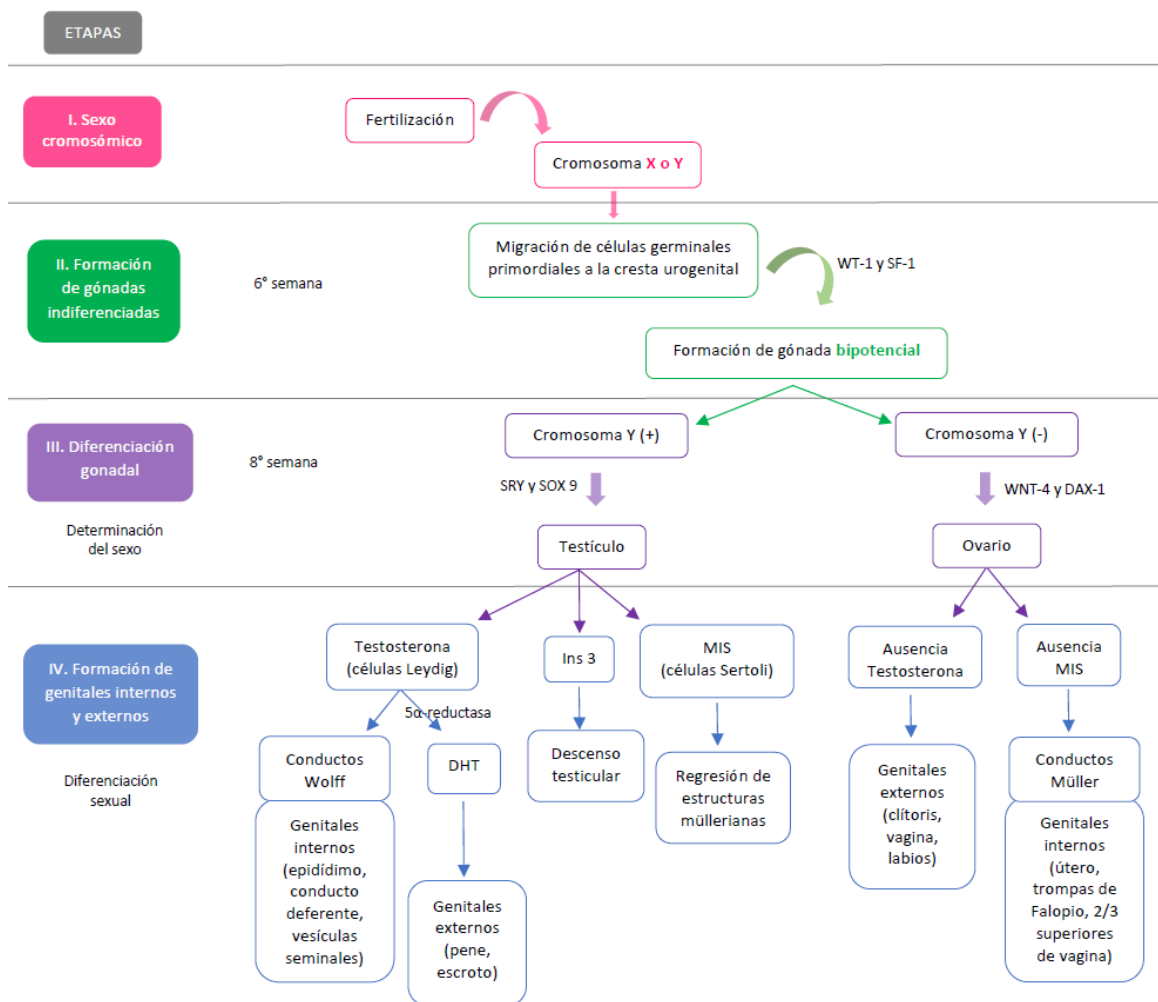 ETAPAS
I. Sexo
cromosómico
Fertilización
Cromosoma X o Y
II. Formación
de gónadas
indiferenciadas
6° semana
Migración de células germinales
primordiales a la cresta urogenital
WT-1 y SF-1
Formación de gónada bipotencial
III. Diferenciación
gonadal
Determinación
del sexo
8° semana
Cromosoma Y (+)
Cromosoma Y (-)
SRY y SOX 9
WNT-4 y DAX-1
Testículo
Ovario
IV. Formación de
genitales internos
y externos
Diferenciación
sexual
Testosterona
(células Leydig)
Ins 3
MIS
(células Sertoli)
Ausencia
Testosterona
Ausencia
MIS
5α-reductasa
Conductos
Wolff
Genitales
internos
(epidídimo,
conducto
deferente,
vesículas
seminales)
DHT
Genitales
externos
(pene,
escroto)
Descenso
testicular
Regresión de
estructuras
müllerianas
Genitales
externos
(clítoris,
vagina,
labios)
Conductos
Müller
Genitales
internos
(útero,
trompas de
Falopio, 2/3
superiores
de vagina)